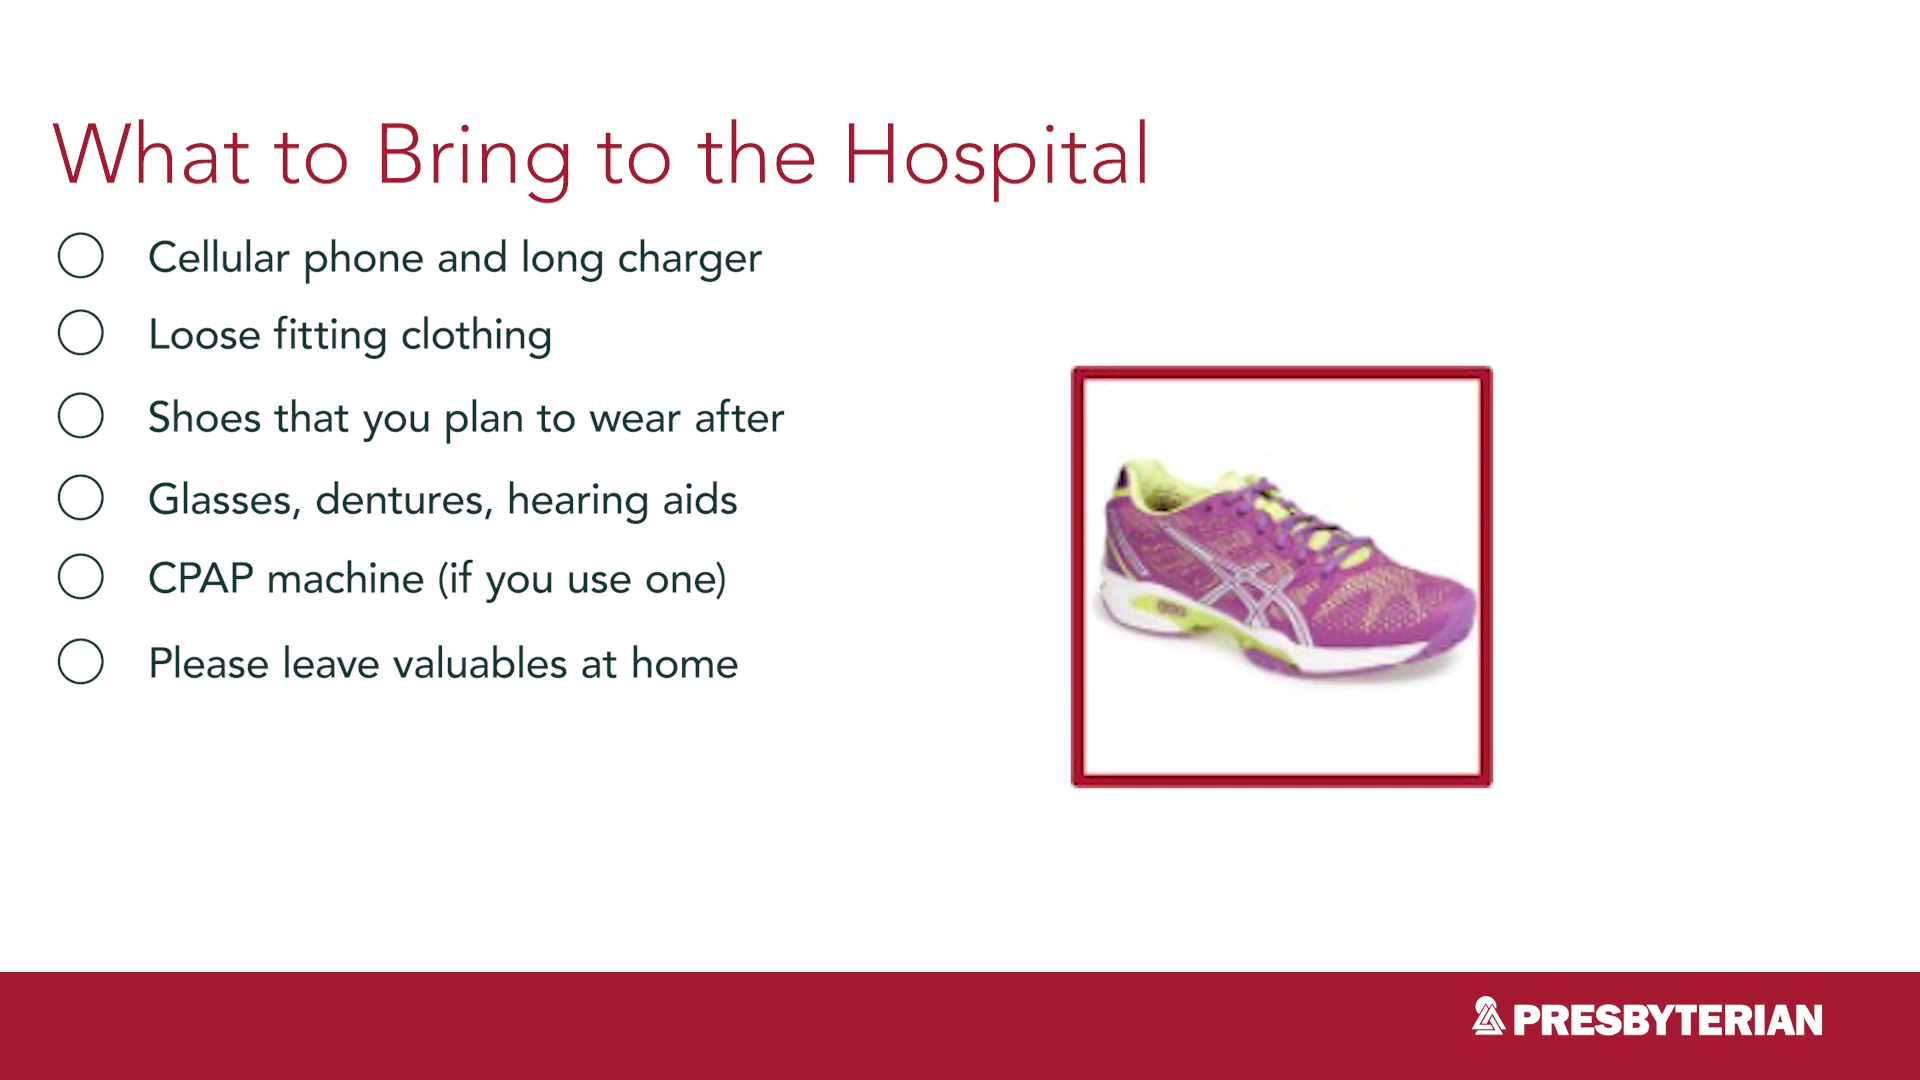 What to Bring to the Hospital
Cellular phone and long charger
Loose fitting clothing
Shoes that you plan to wear after
Glasses, dentures, hearing aids
CPAP machine (if you use one)
Please leave valuables at home
PRESBYTERIAN